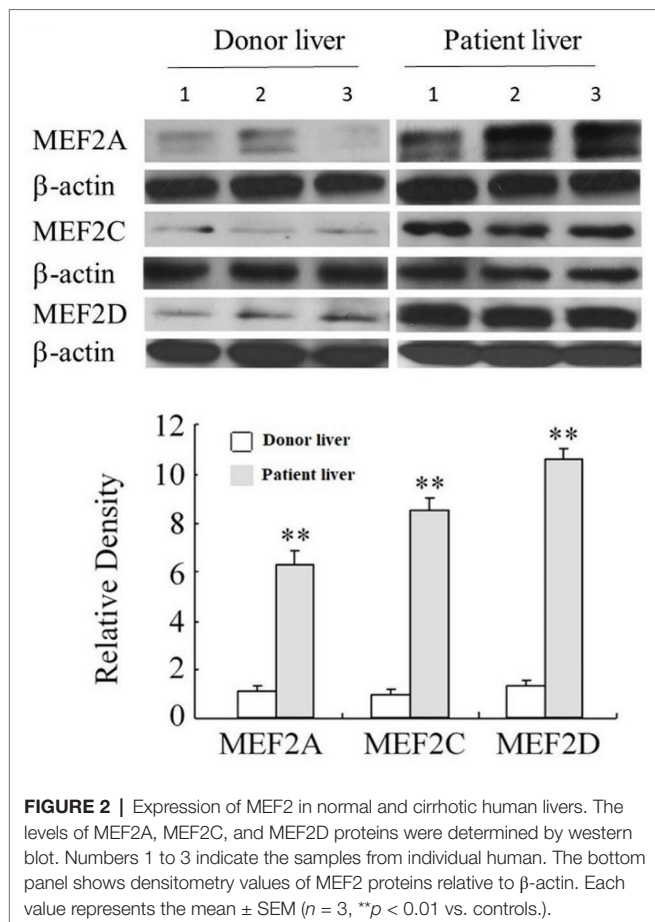 Donor liver Patient liver
1 2 3 1 2 3
MEF2A
β-actin
MEF2C
β-actin
MEF2D
β-actin
12
10
8
6
4
2
0
Relative Density
Donor liver
Patient liver
**
**
**
MEF2A MEF2C MEF2D
FIGURE 2 | Expression of MEF2 in normal and cirrhotic human livers. The
levels of MEF2A, MEF2C, and MEF2D proteins were determined by western
blot. Numbers 1 to 3 indicate the samples from individual human. The bottom
panel shows densitometry values of MEF2 proteins relative to β-actin. Each
value represents the mean ± SEM (n = 3, **p < 0.01 vs. controls.).